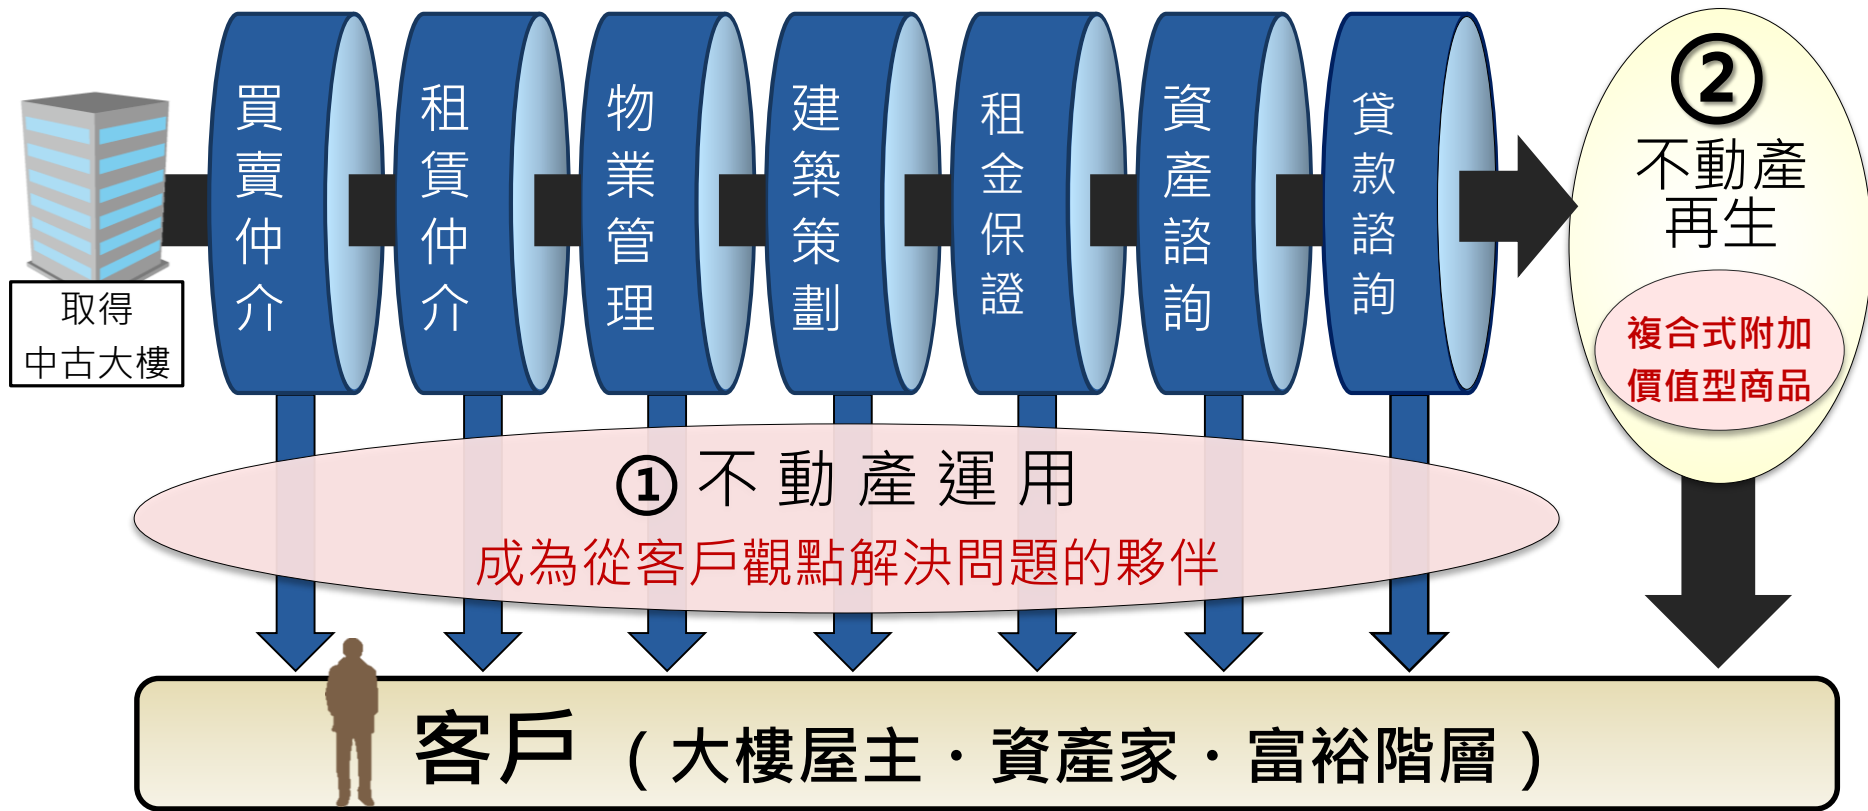 取得
中古大樓
買賣仲介
租賃仲介
物業管理
建築策劃
租金保證
資產諮詢
貸款諮詢
②
不動產
再生
複合式附加
價值型商品
①不動產運用
成為從客戶觀點解決問題的夥伴
客戶（大樓屋主・資產家・富裕階層）